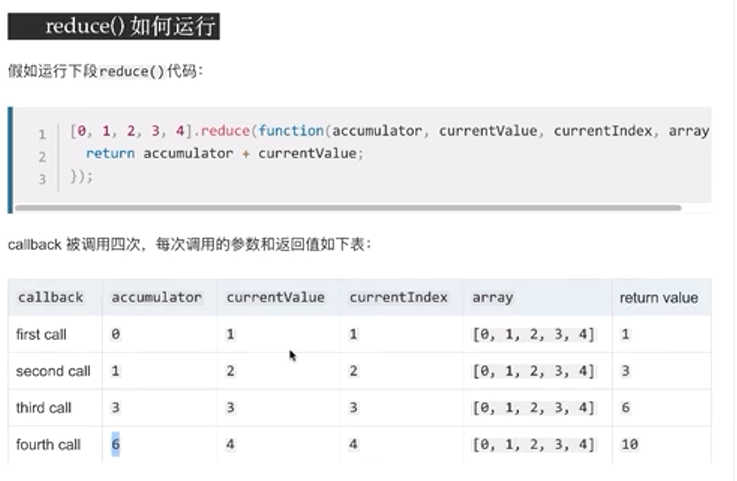 reduce() 如何运行
假如运行下段reduce()代码：
1 [0, 1, 2, 3, 4].reduce(function(accumulator, currentValue, currentIndex, array
2 return accumulator + currentValue;
3 });
callback 被调用四次，每次调用的参数和返回值如下表：
callback accumulator currentValue currentIndex array return value
first call 0 1 1 [0, 1, 2, 3, 4] 1
second call 1 2 2 [0, 1, 2, 3, 4] 3
third call 3 3 3 [0, 1, 2, 3, 4] 6
fourth call 6 4 4 [0, 1, 2, 3, 4] 10